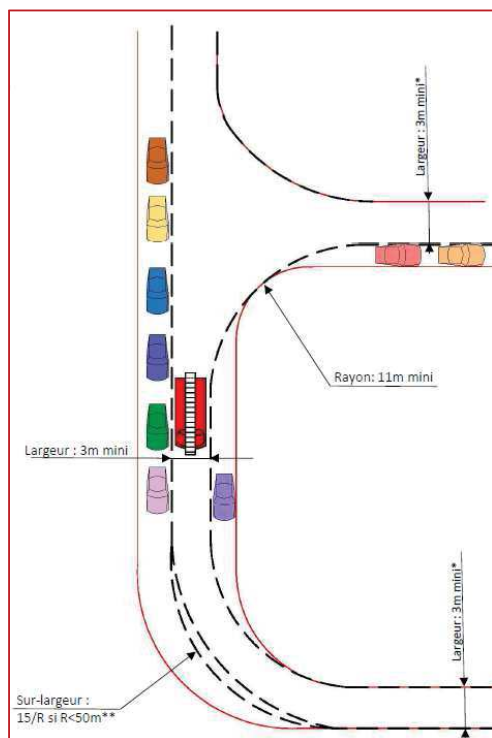 Largeur : 3m mini*
Rayon: 11m mini
Largeur : 3m mini
Largeur : 3m mini*
Sur-largeur :
15/R si R<50m**